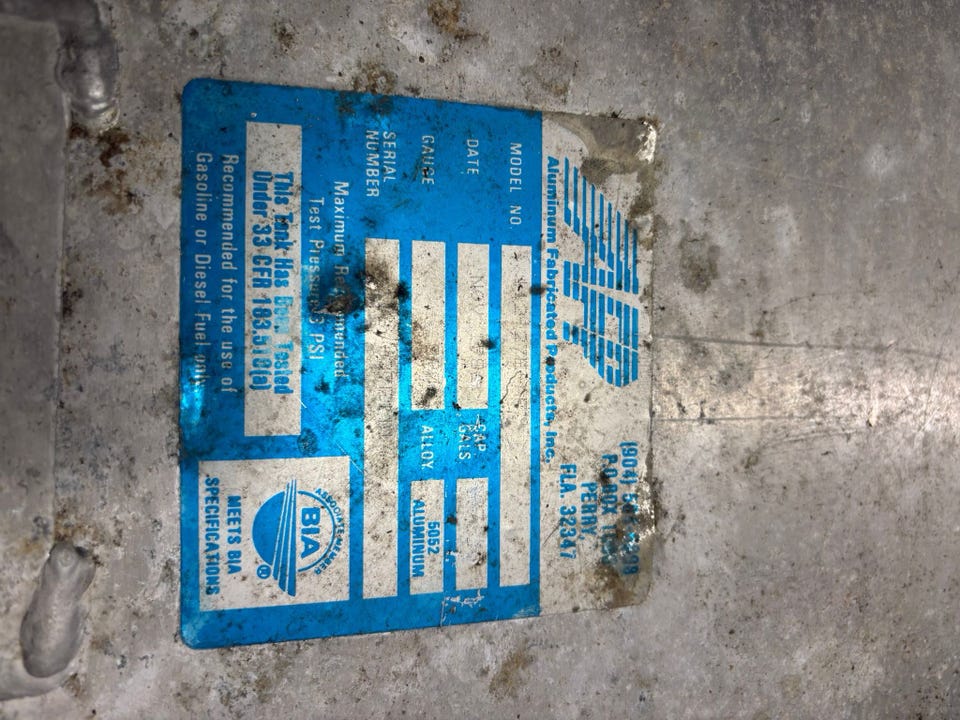 Aluminum Fabricated Products, Inc.
(904)
P.O. BOX
PERRY,
FLA. 32347
MODEL NO.
DATE
CAP.
GALS
GAUGE
ALLOY
5052
ALUMINUM
SERIAL
NUMBER
Maximum Recommended
Test Pressure 3 PSI
This Tank Has Been Tested
Under 33 CFR 183.510(a)
Recommended for the use of
Gasoline or Diesel Fuel only
ASSOCIATE MEMBER
BIA
®
MEETS BIA
SPECIFICATIONS